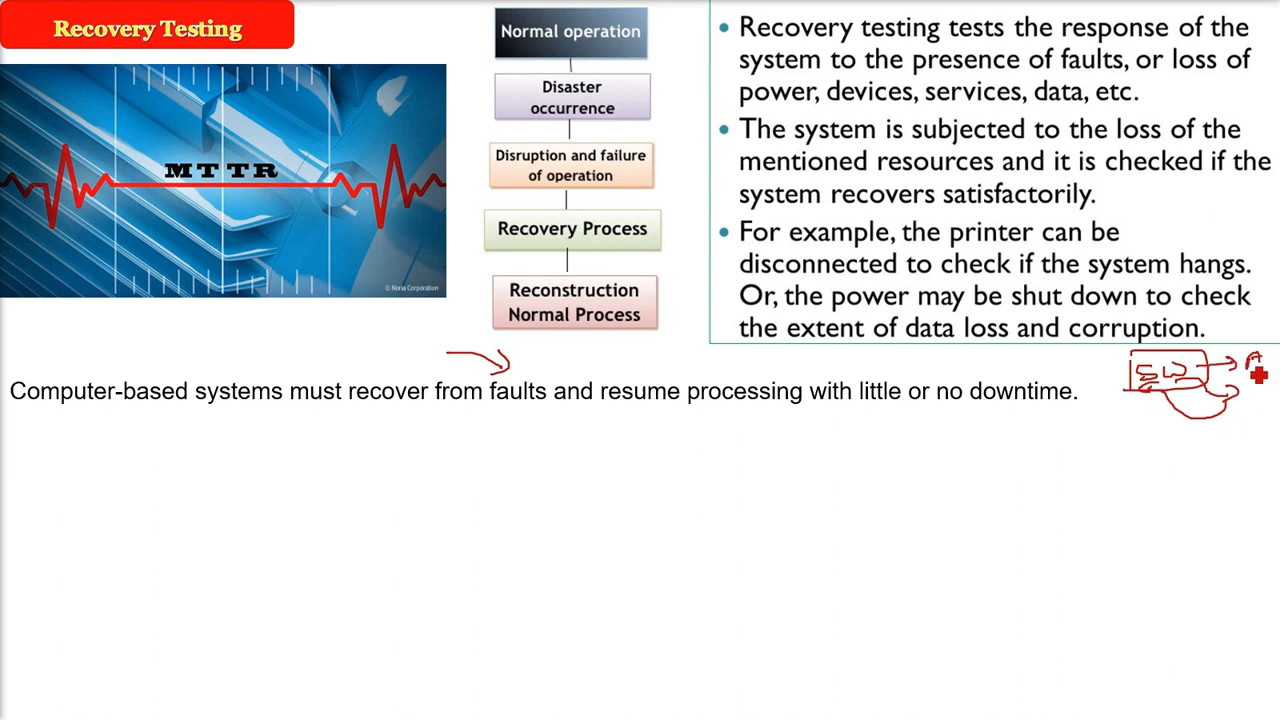 Recovery Testing
MTTR
© Noria Corporation
Normal operation
Disaster
occurrence
Disruption and failure
of operation
Recovery Process
Reconstruction
Normal Process
• Recovery testing tests the response of the
system to the presence of faults, or loss of
power, devices, services, data, etc.
• The system is subjected to the loss of the
mentioned resources and it is checked if the
system recovers satisfactorily.
• For example, the printer can be
disconnected to check if the system hangs.
Or, the power may be shut down to check
the extent of data loss and corruption.
Computer-based systems must recover from faults and resume processing with little or no downtime.